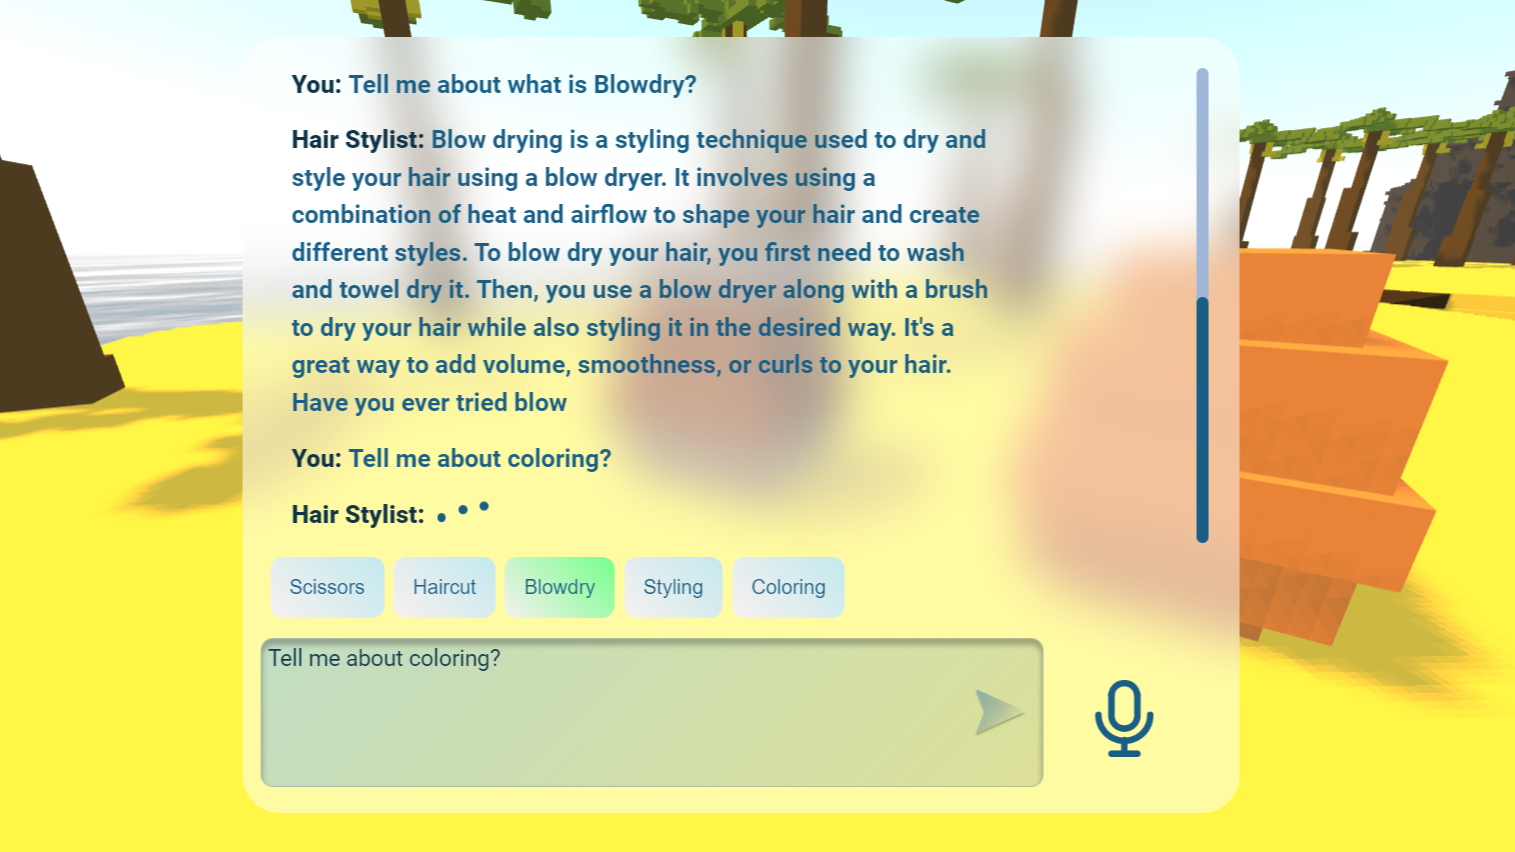 You: Tell me about what is Blowdry?
Hair Stylist: Blow drying is a styling technique used to dry and
style your hair using a blow dryer. It involves using a
combination of heat and airflow to shape your hair and create
different styles. To blow dry your hair, you first need to wash
and towel dry it. Then, you use a blow dryer along with a brush
to dry your hair while also styling it in the desired way. It's a
great way to add volume, smoothness, or curls to your hair.
Have you ever tried blow
You: Tell me about coloring?
Hair Stylist:
Scissors Haircut Blowdry Styling Coloring
Tell me about coloring?